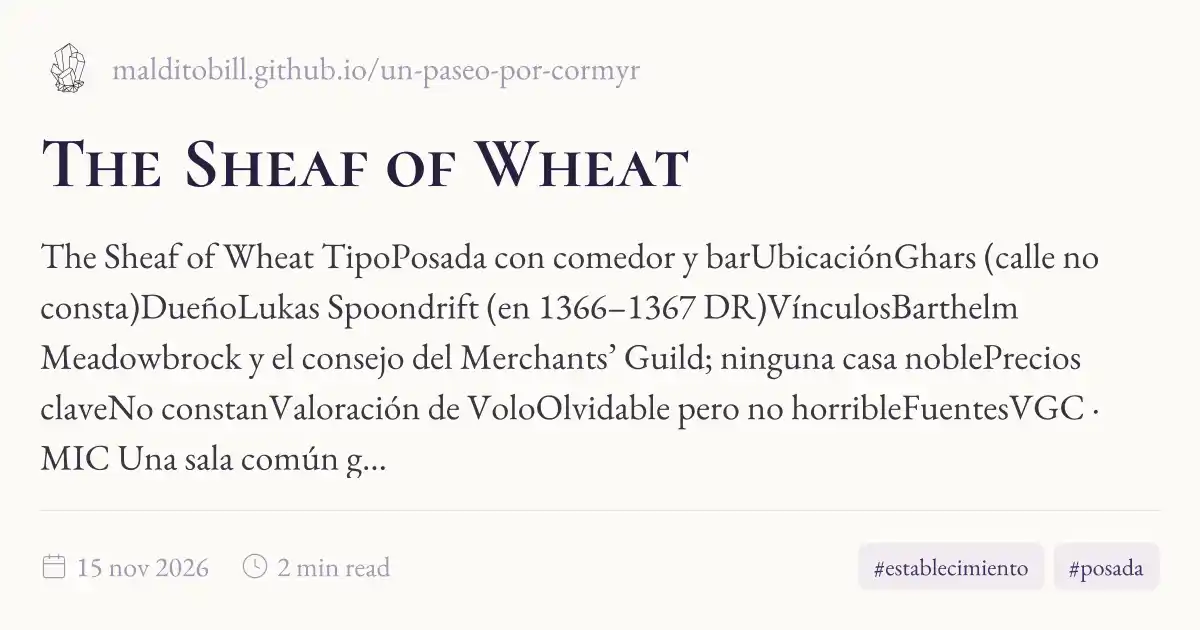 malditobill.github.io/un-paseo-por-cormyr
The Sheaf of Wheat
The Sheaf of Wheat TipoPosada con comedor y barUbicaciónGhars (calle no
consta)DueñoLukas Spoondrift (en 1366–1367 DR)VínculosBarthelm
Meadowbrock y el consejo del Merchants’ Guild; ninguna casa noblePrecios
claveNo constanValoración de VoloOlvidable pero no horribleFuentesVGC ·
MIC Una sala común g...
15 nov 2026
2 min read
#establecimiento
#posada